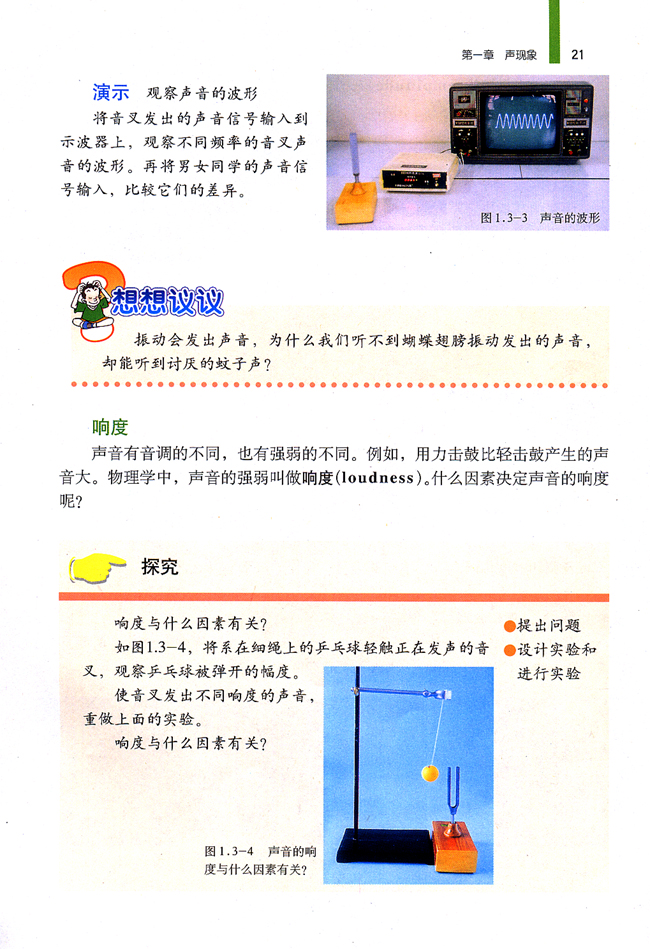 第一章 声现象 21
演示 观察声音的波形
将音叉发出的声音信号输入到
示波器上，观察不同频率的音叉声
音的波形。再将男女同学的声音信
号输入，比较它们的差异。
图1.3-3 声音的波形
想想议议
振动会发出声音，为什么我们听不到蝴蝶翅膀振动发出的声音，
却能听到讨厌的蚊子声？
响度
声音有音调的不同，也有强弱的不同。例如，用力击鼓比轻击鼓产生的声
音大。物理学中，声音的强弱叫做响度(loudness)。什么因素决定声音的响度
呢？
探究
响度与什么因素有关？
如图1.3-4，将系在细绳上的乒乓球轻触正在发声的音
叉，观察乒乓球被弹开的幅度。
使音叉发出不同响度的声音，
重做上面的实验。
响度与什么因素有关？
●提出问题
●设计实验和
进行实验
图1.3-4 声音的响
度与什么因素有关？